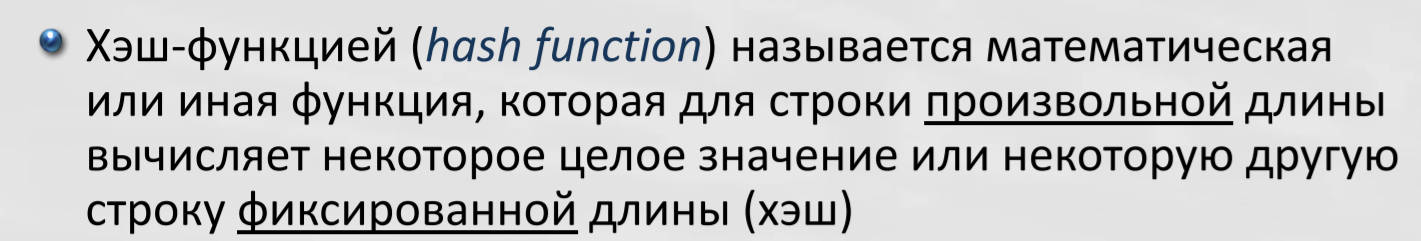 Хэш-функцией (hash function) называется математическая
или иная функция, которая для строки произвольной длины
вычисляет некоторое целое значение или некоторую другую
строку фиксированной длины (хэш)